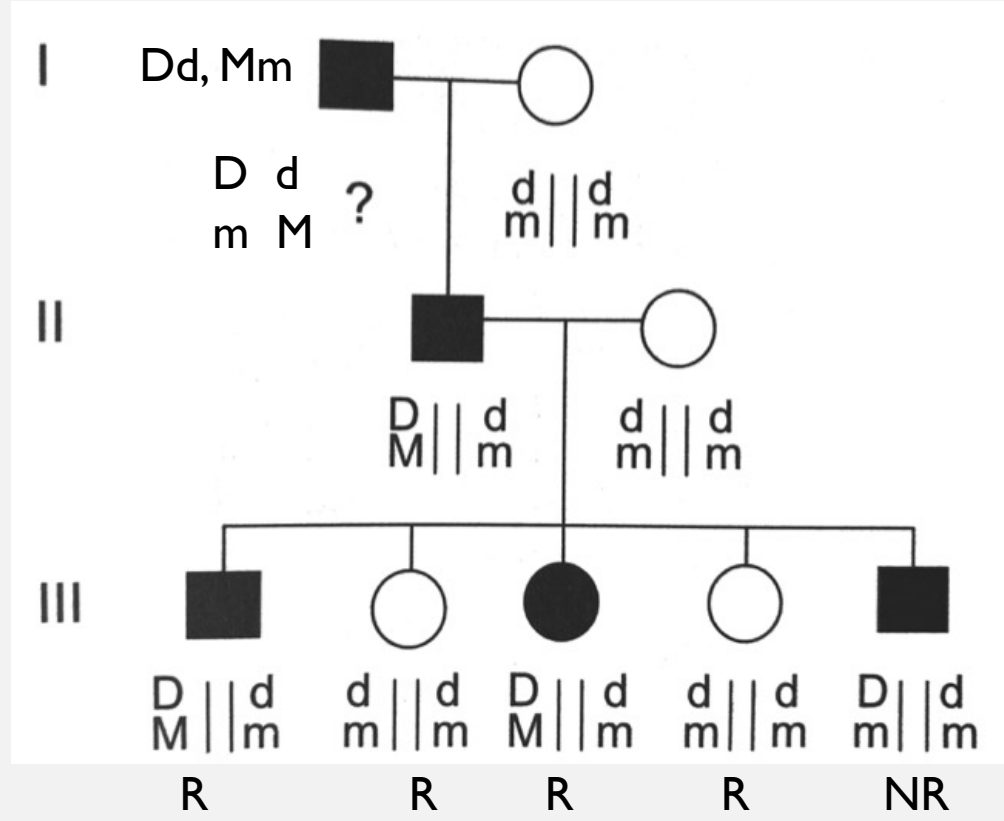 I Dd, Mm
D d
m M ?
d d
m m
II
D d d d
M m m m
III
D d d d D d d d D d
M m m m M m m m m m
R R R R NR